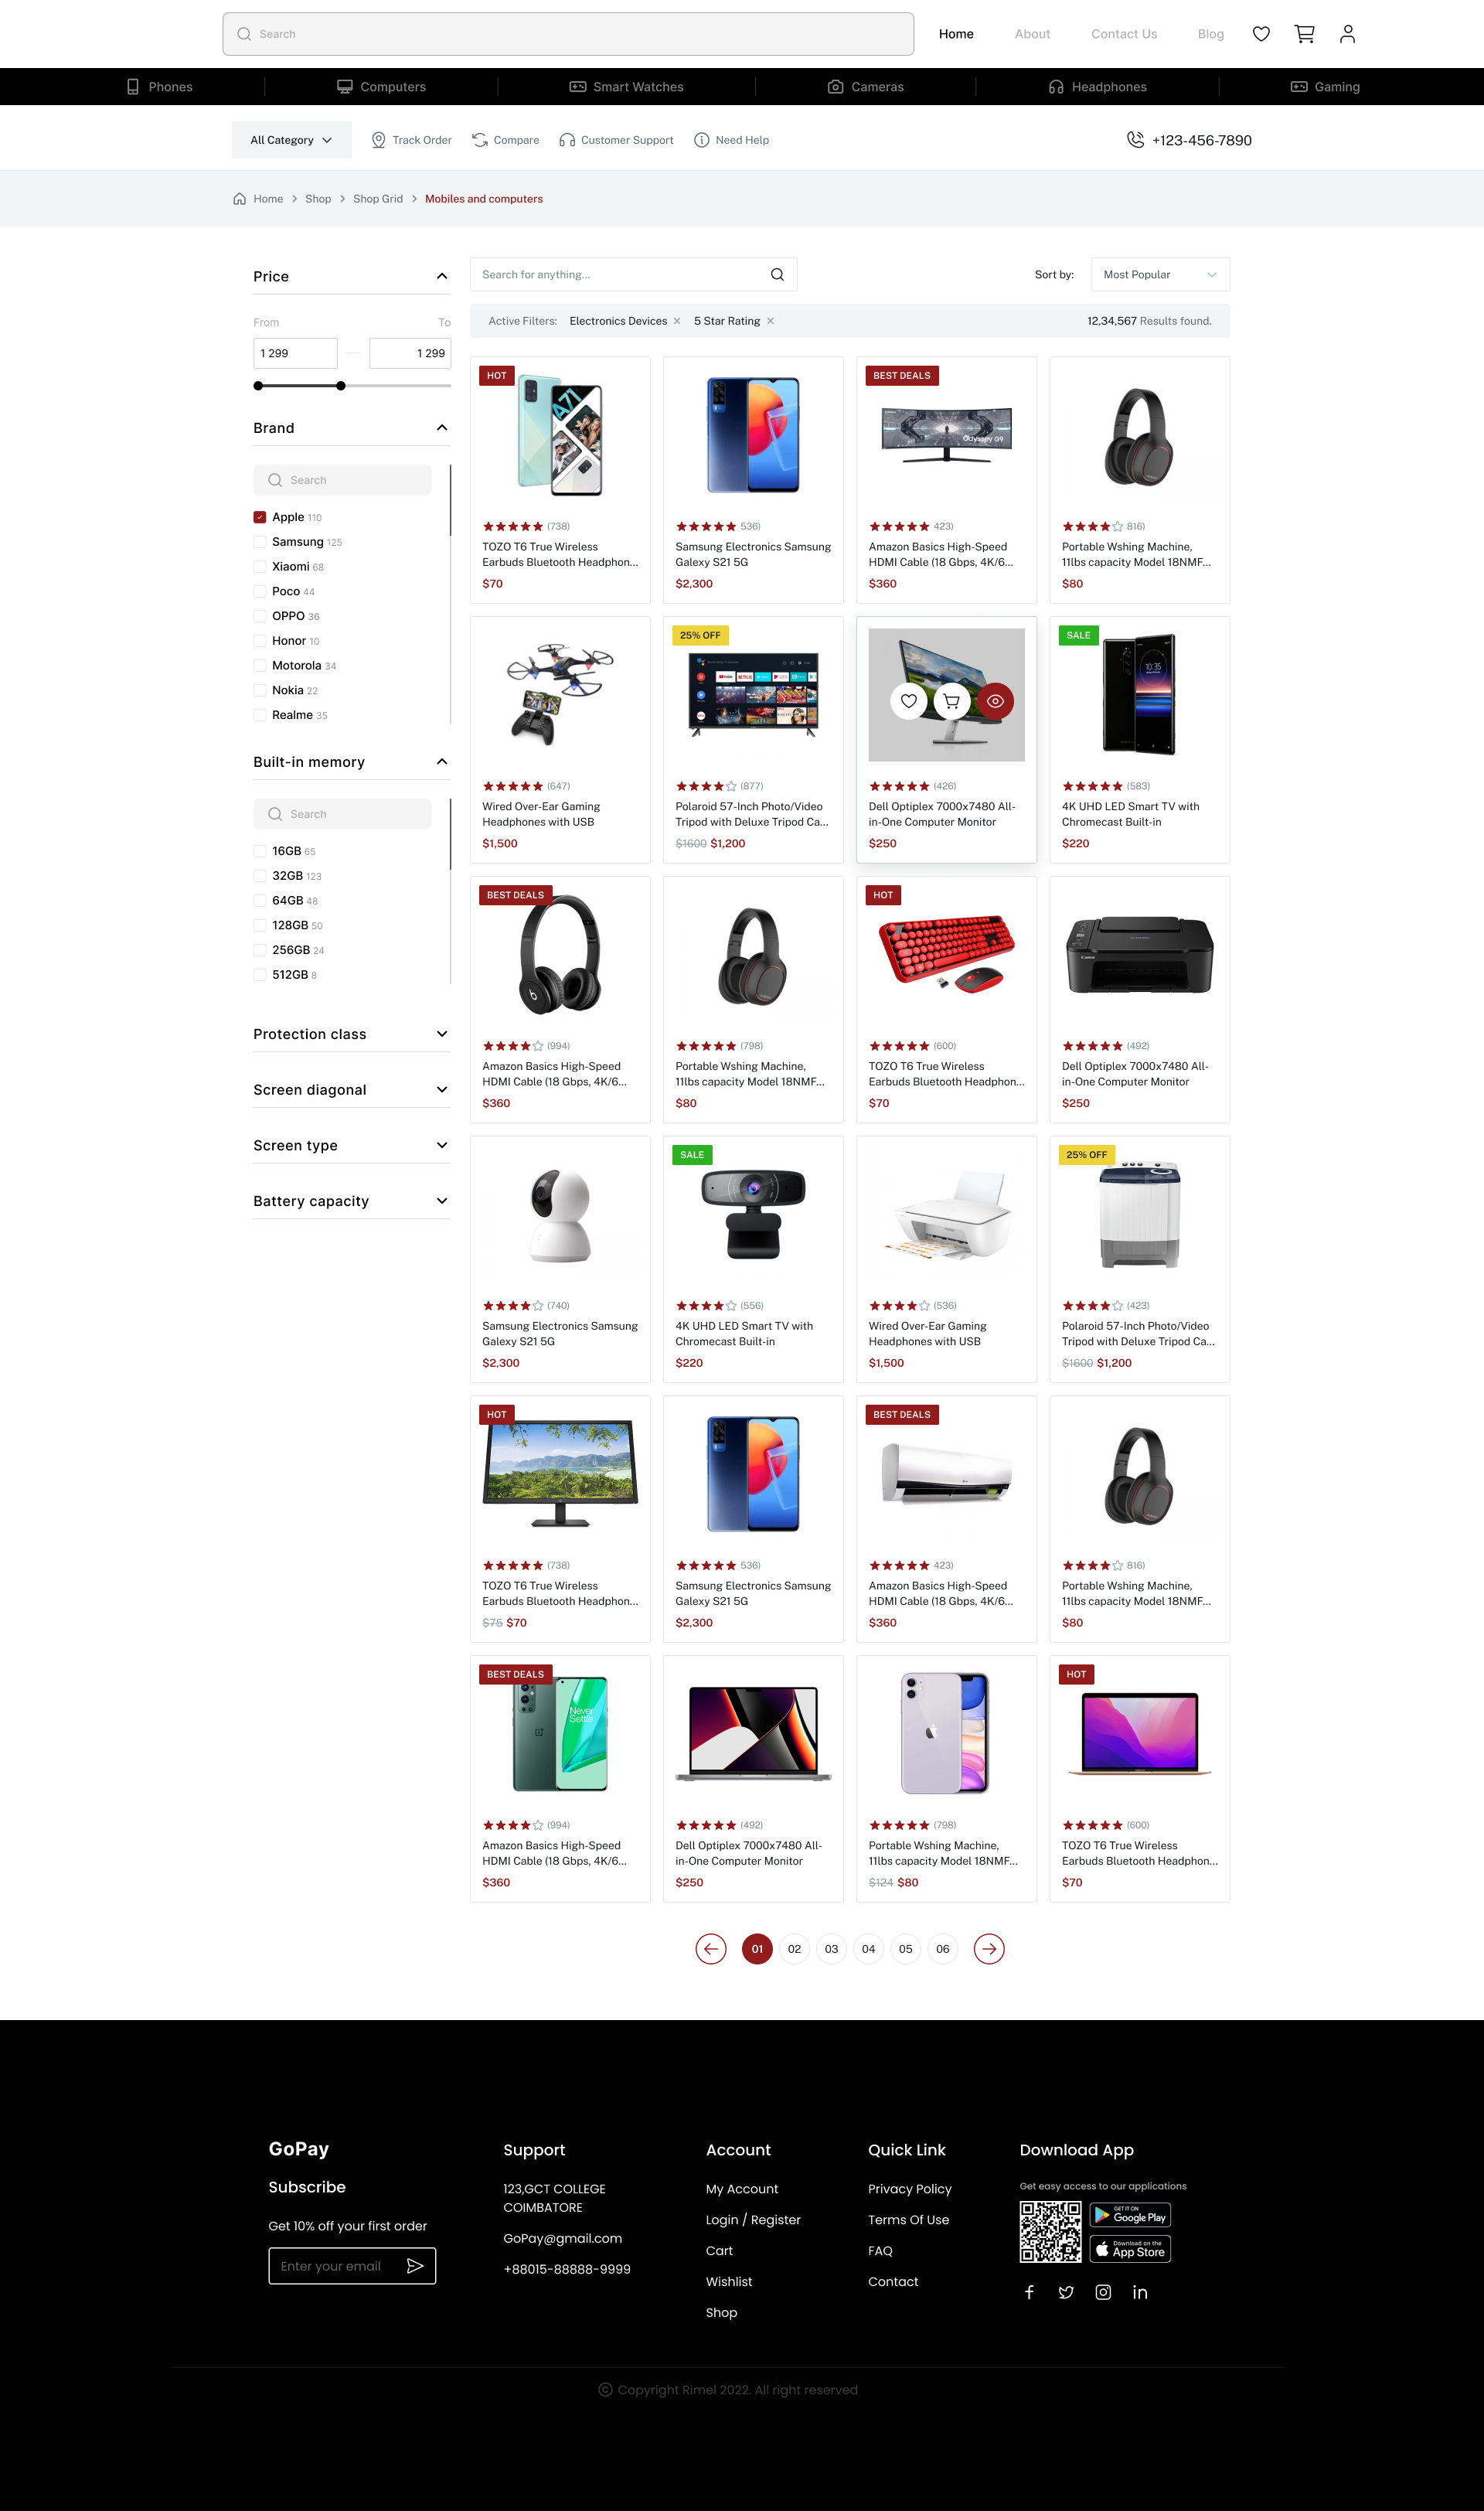 Search
Home
About
Contact Us
Blog
Phones
Computers
Smart Watches
Cameras
Headphones
Gaming
All Category
Track Order
Compare
Customer Support
Need Help
+123-456-7890
Home
Shop
Shop Grid
Mobiles and computers
Price
From
To
1 299
1 299
Brand
Search
Apple 110
Samsung 125
Xiaomi 68
Poco 44
OPPO 36
Honor 10
Motorola 34
Nokia 22
Realme 35
Built-in memory
Search
16GB 65
32GB 123
64GB 48
128GB 50
256GB 24
512GB 8
Protection class
Screen diagonal
Screen type
Battery capacity
Search for anything...
Sort by:
Most Popular
Active Filters:
Electronics Devices
5 Star Rating
12,34,567 Results found.
HOT
(738)
TOZO T6 True Wireless
Earbuds Bluetooth Headphon...
$70
536)
Samsung Electronics Samsung
Galexy S21 5G
$2,300
BEST DEALS
Odyssey G9
423)
Amazon Basics High-Speed
HDMI Cable (18 Gbps, 4K/6...
$360
816)
Portable Wshing Machine,
11lbs capacity Model 18NMF...
$80
(647)
Wired Over-Ear Gaming
Headphones with USB
$1,500
25% OFF
(877)
Polaroid 57-Inch Photo/Video
Tripod with Deluxe Tripod Ca...
$1600 $1,200
(426)
Dell Optiplex 7000x7480 All-
in-One Computer Monitor
$250
SALE
10:35
(583)
4K UHD LED Smart TV with
Chromecast Built-in
$220
BEST DEALS
(994)
Amazon Basics High-Speed
HDMI Cable (18 Gbps, 4K/6...
$360
(798)
Portable Wshing Machine,
11lbs capacity Model 18NMF...
$80
HOT
(600)
TOZO T6 True Wireless
Earbuds Bluetooth Headphon...
$70
Canon
(492)
Dell Optiplex 7000x7480 All-
in-One Computer Monitor
$250
(740)
Samsung Electronics Samsung
Galexy S21 5G
$2,300
SALE
(556)
4K UHD LED Smart TV with
Chromecast Built-in
$220
(536)
Wired Over-Ear Gaming
Headphones with USB
$1,500
25% OFF
(423)
Polaroid 57-Inch Photo/Video
Tripod with Deluxe Tripod Ca...
$1600 $1,200
HOT
(738)
TOZO T6 True Wireless
Earbuds Bluetooth Headphon...
$75 $70
536)
Samsung Electronics Samsung
Galexy S21 5G
$2,300
BEST DEALS
423)
Amazon Basics High-Speed
HDMI Cable (18 Gbps, 4K/6...
$360
816)
Portable Wshing Machine,
11lbs capacity Model 18NMF...
$80
BEST DEALS
Never
Settle
(994)
Amazon Basics High-Speed
HDMI Cable (18 Gbps, 4K/6...
$360
(492)
Dell Optiplex 7000x7480 All-
in-One Computer Monitor
$250
(798)
Portable Wshing Machine,
11lbs capacity Model 18NMF...
$124 $80
HOT
(600)
TOZO T6 True Wireless
Earbuds Bluetooth Headphon...
$70
01
02
03
04
05
06
GoPay
Subscribe
Get 10% off your first order
Enter your email
Support
123,GCT COLLEGE
COIMBATORE
GoPay@gmail.com
+88015-88888-9999
Account
My Account
Login / Register
Cart
Wishlist
Shop
Quick Link
Privacy Policy
Terms Of Use
FAQ
Contact
Download App
Get easy access to our applications
GET IT ON
Google Play
Download on the
App Store
© Copyright Rimel 2022. All right reserved